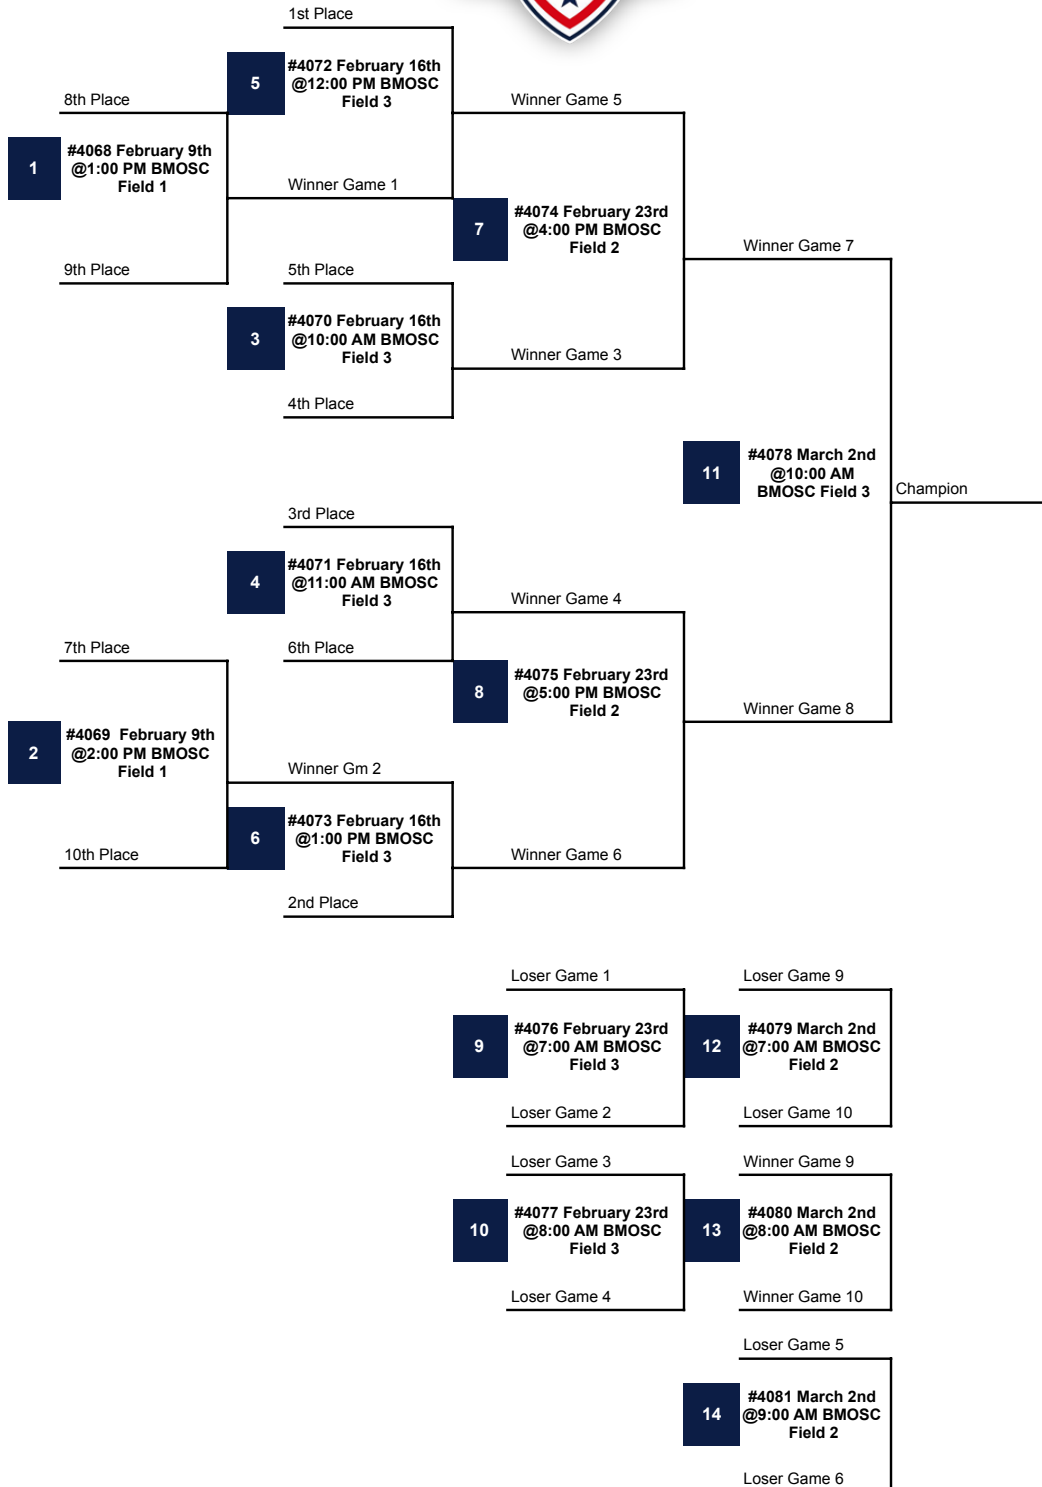 1st Place
5
#4072 February 16th
@12:00 PM BMOSC
Field 3
8th Place
Winner Game 5
1
#4068 February 9th
@1:00 PM BMOSC
Field 1
Winner Game 1
7
#4074 February 23rd
@4:00 PM BMOSC
Field 2
Winner Game 7
9th Place
5th Place
3
#4070 February 16th
@10:00 AM BMOSC
Field 3
Winner Game 3
4th Place
11
#4078 March 2nd
@10:00 AM
BMOSC Field 3
Champion
3rd Place
4
#4071 February 16th
@11:00 AM BMOSC
Field 3
Winner Game 4
7th Place
6th Place
8
#4075 February 23rd
@5:00 PM BMOSC
Field 2
Winner Game 8
2
#4069  February 9th
@2:00 PM BMOSC
Field 1
Winner Gm 2
6
#4073 February 16th
@1:00 PM BMOSC
Field 3
10th Place
Winner Game 6
2nd Place
Loser Game 1
Loser Game 9
9
#4076 February 23rd
@7:00 AM BMOSC
Field 3
12
#4079 March 2nd
@7:00 AM BMOSC
Field 2
Loser Game 2
Loser Game 10
Loser Game 3
Winner Game 9
10
#4077 February 23rd
@8:00 AM BMOSC
Field 3
13
#4080 March 2nd
@8:00 AM BMOSC
Field 2
Loser Game 4
Winner Game 10
Loser Game 5
14
#4081 March 2nd
@9:00 AM BMOSC
Field 2
Loser Game 6